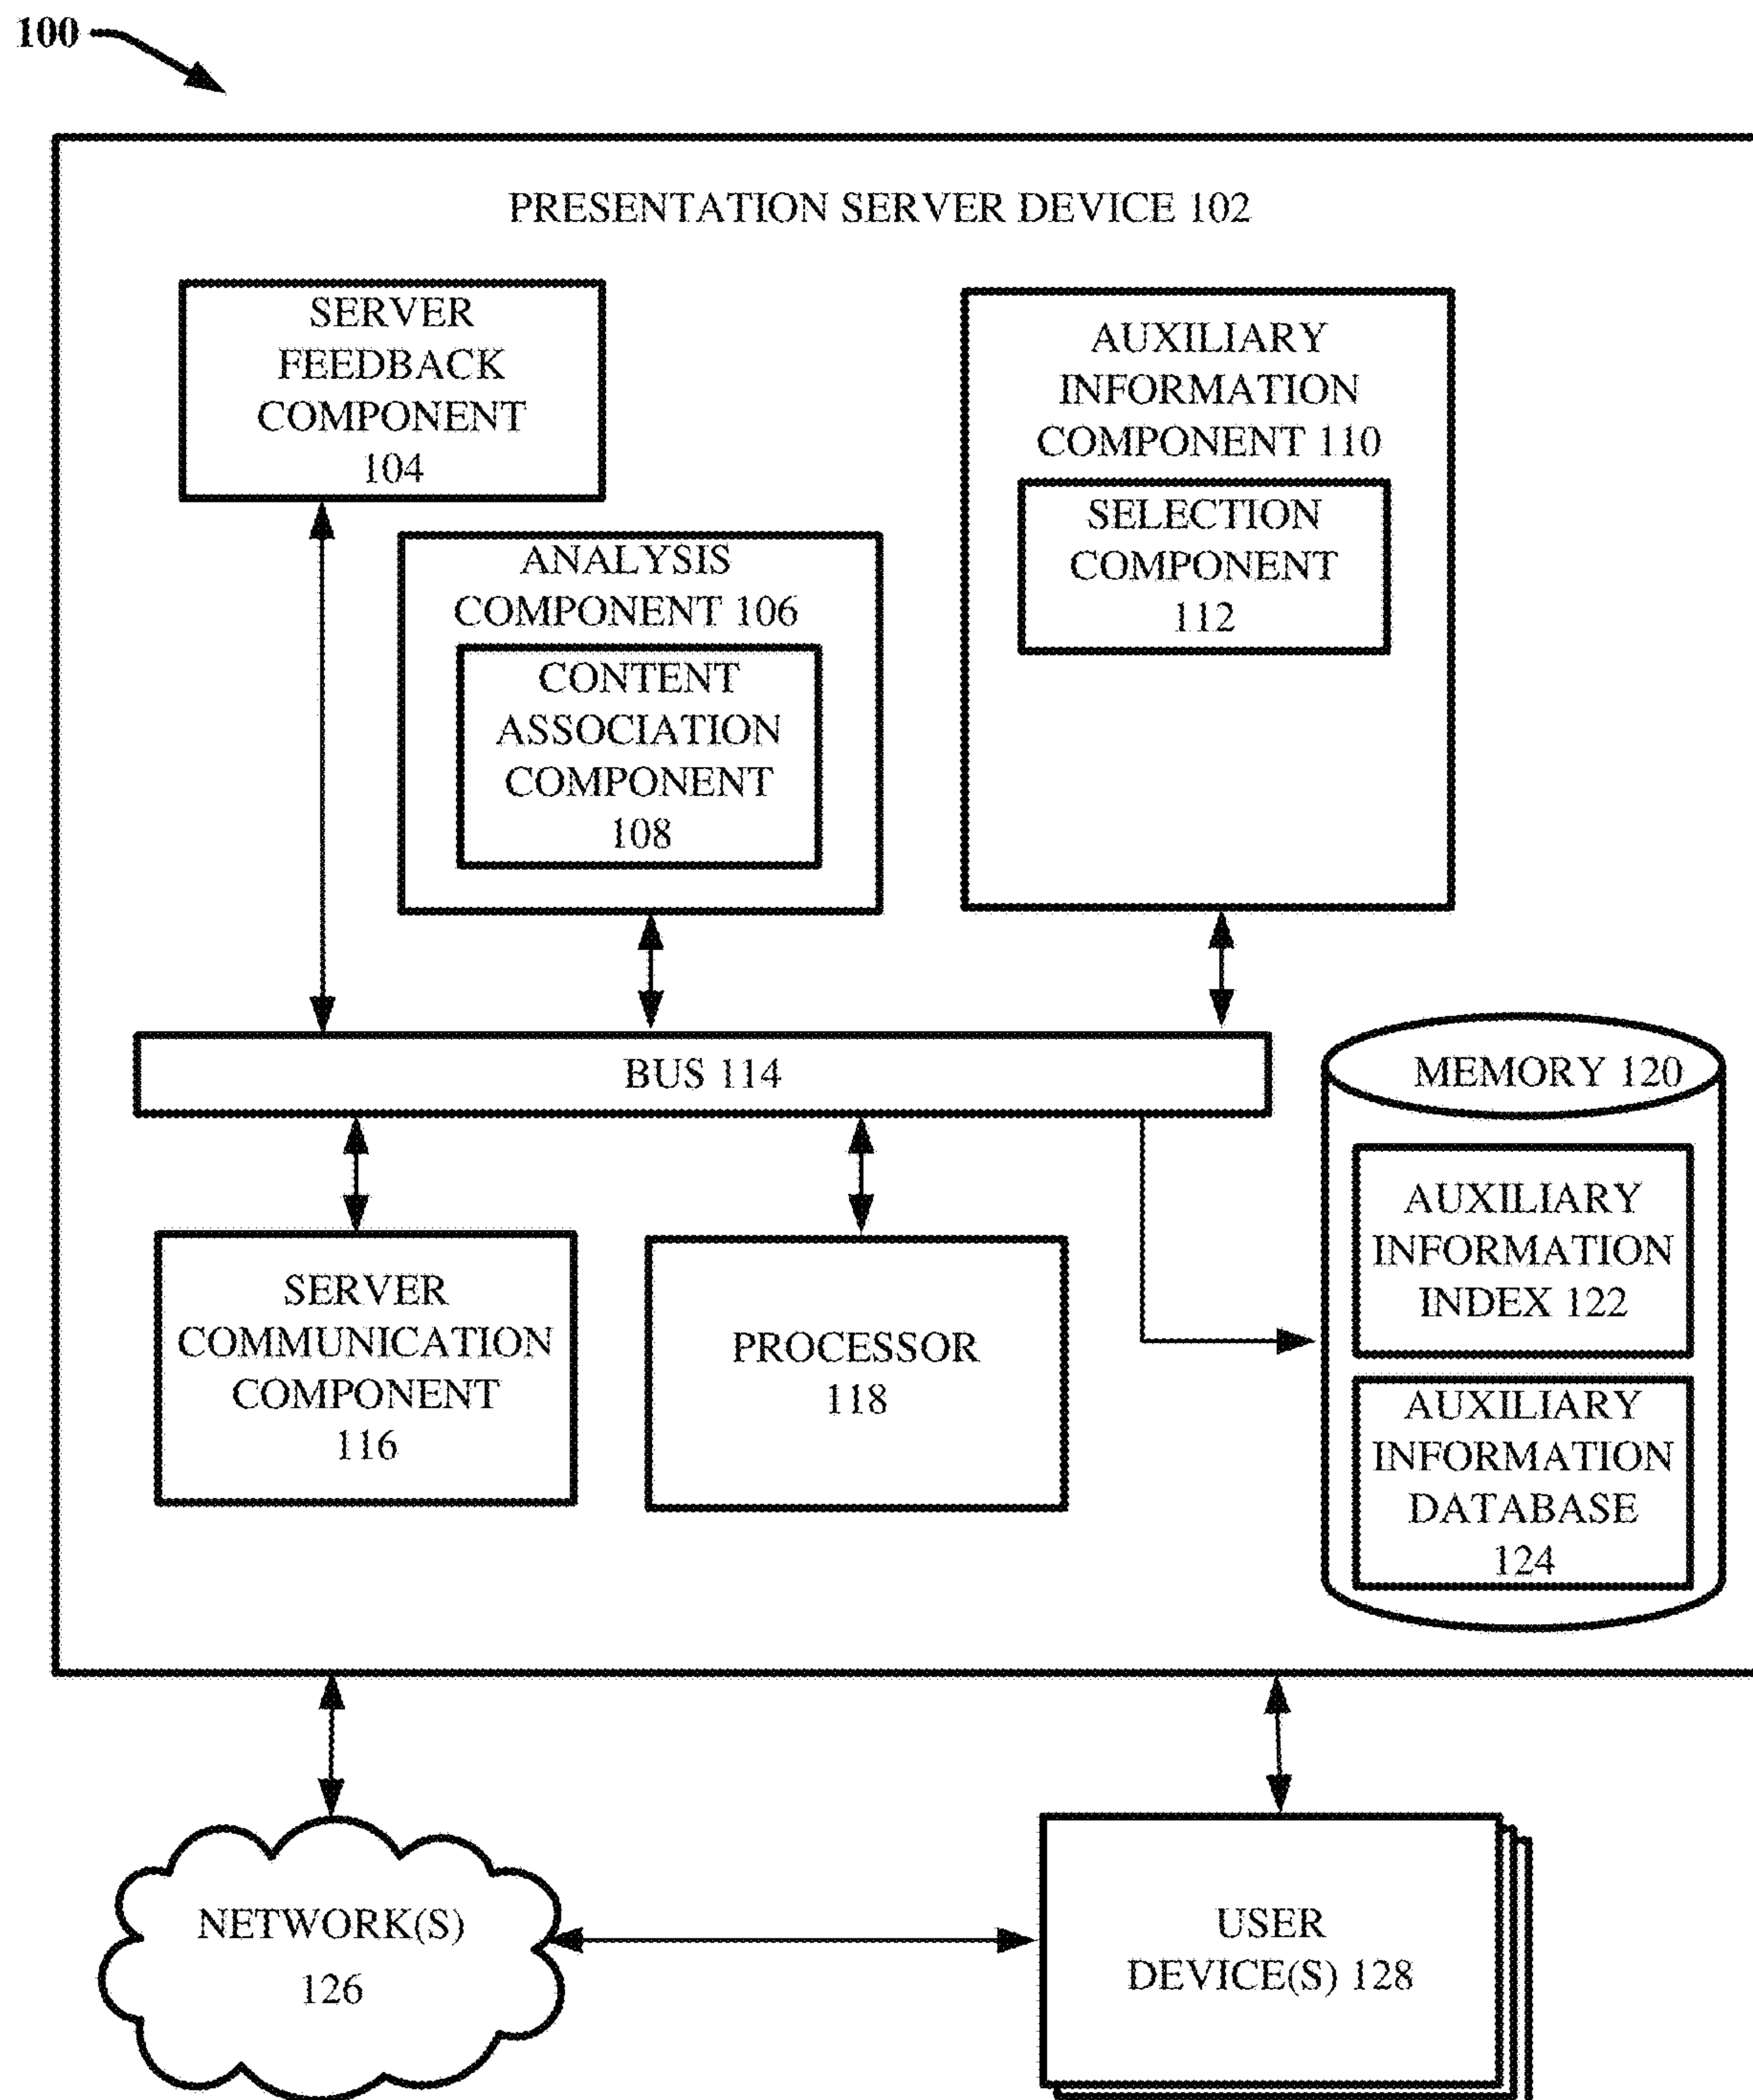 100
PRESENTATION SERVER DEVICE 102
SERVER
FEEDBACK
COMPONENT
104
ANALYSIS
COMPONENT 106
CONTENT
ASSOCIATION
COMPONENT
108
AUXILIARY
INFORMATION
COMPONENT 110
SELECTION
COMPONENT
112
BUS 114
MEMORY 120
AUXILIARY
INFORMATION
INDEX 122
AUXILIARY
INFORMATION
DATABASE
124
SERVER
COMMUNICATION
COMPONENT
116
PROCESSOR
118
NETWORK(S)
126
USER
DEVICE(S) 128